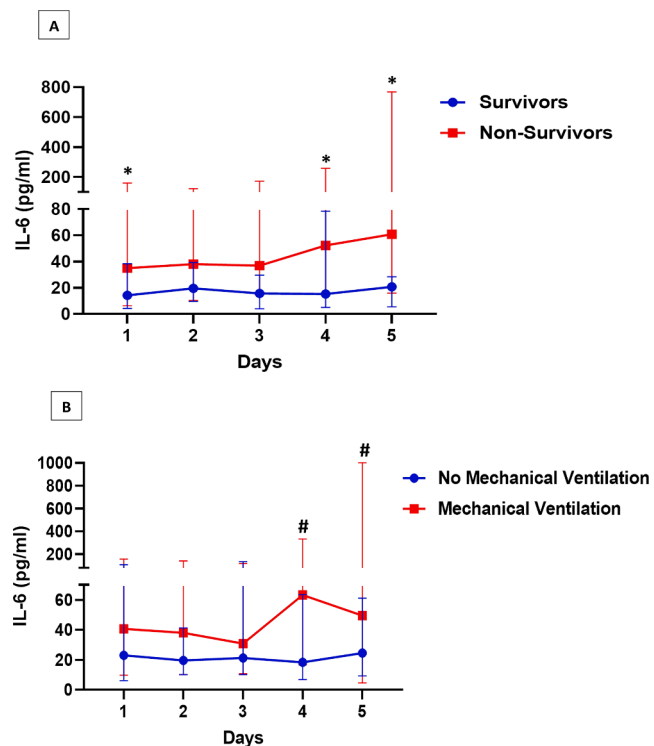 A
800
600
400
200
80
60
40
20
0
IL-6 (pg/ml)
*
*
*
1 2 3 4 5
Days
Survivors
Non-Survivors
B
1000
800
600
400
200
60
40
20
0
IL-6 (pg/ml)
#
#
1 2 3 4 5
Days
No Mechanical Ventilation
Mechanical Ventilation